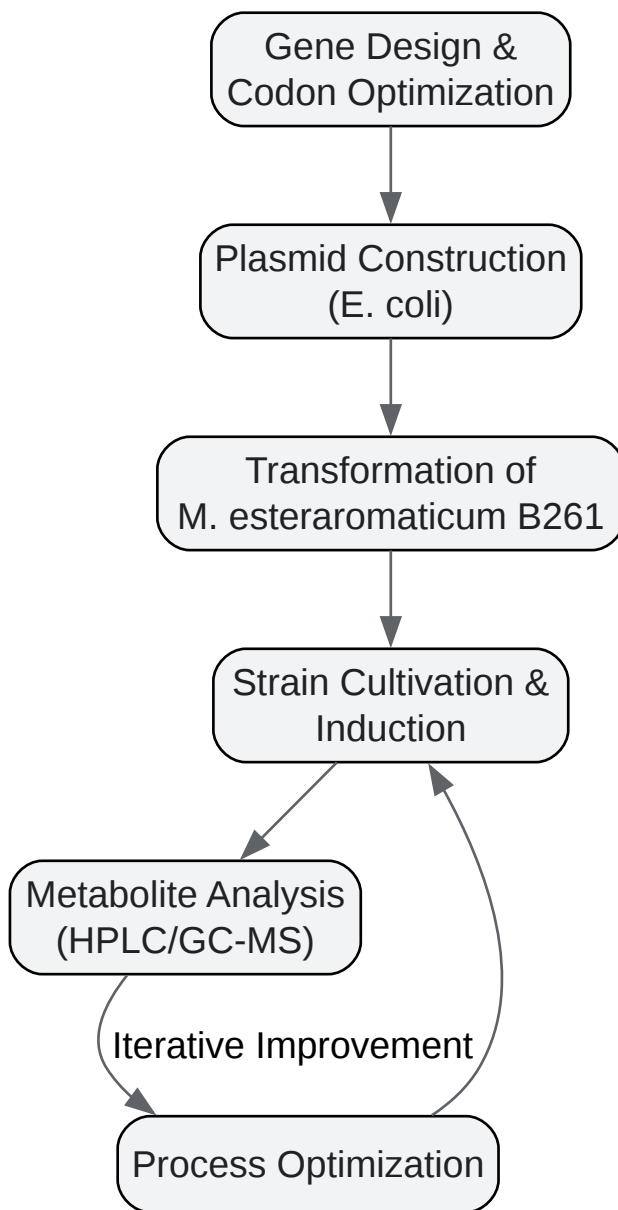 Gene Design &
Codon Optimization
Plasmid Construction
(E. coli)
Transformation of
M. esteraromaticum B261
Strain Cultivation &
Induction
Metabolite Analysis
(HPLC/GC-MS)
Iterative Improvement
Process Optimization